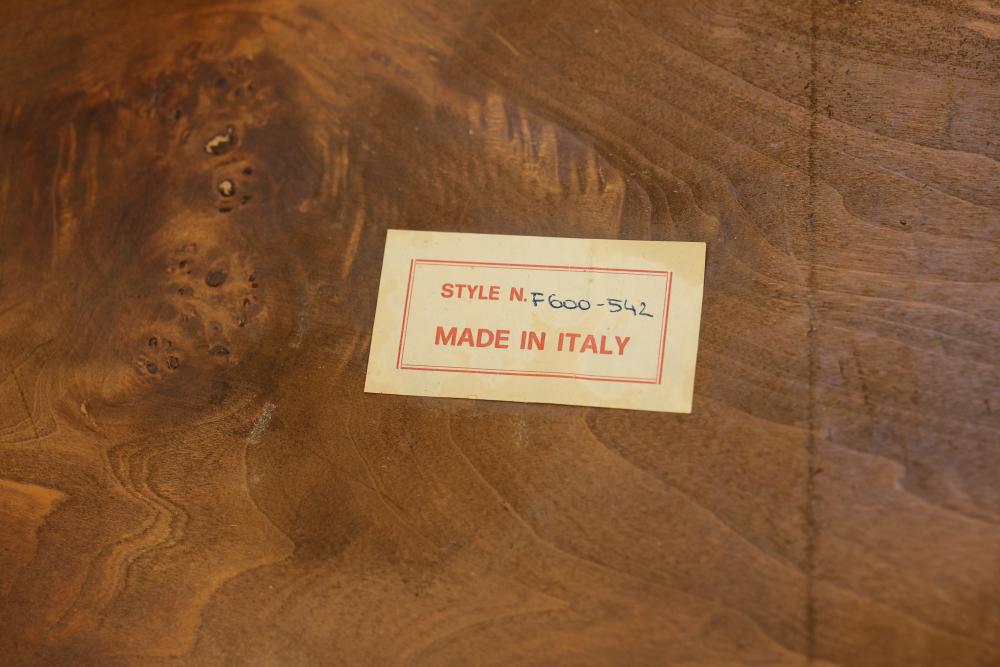 STYLE N. F600-542
MADE IN ITALY